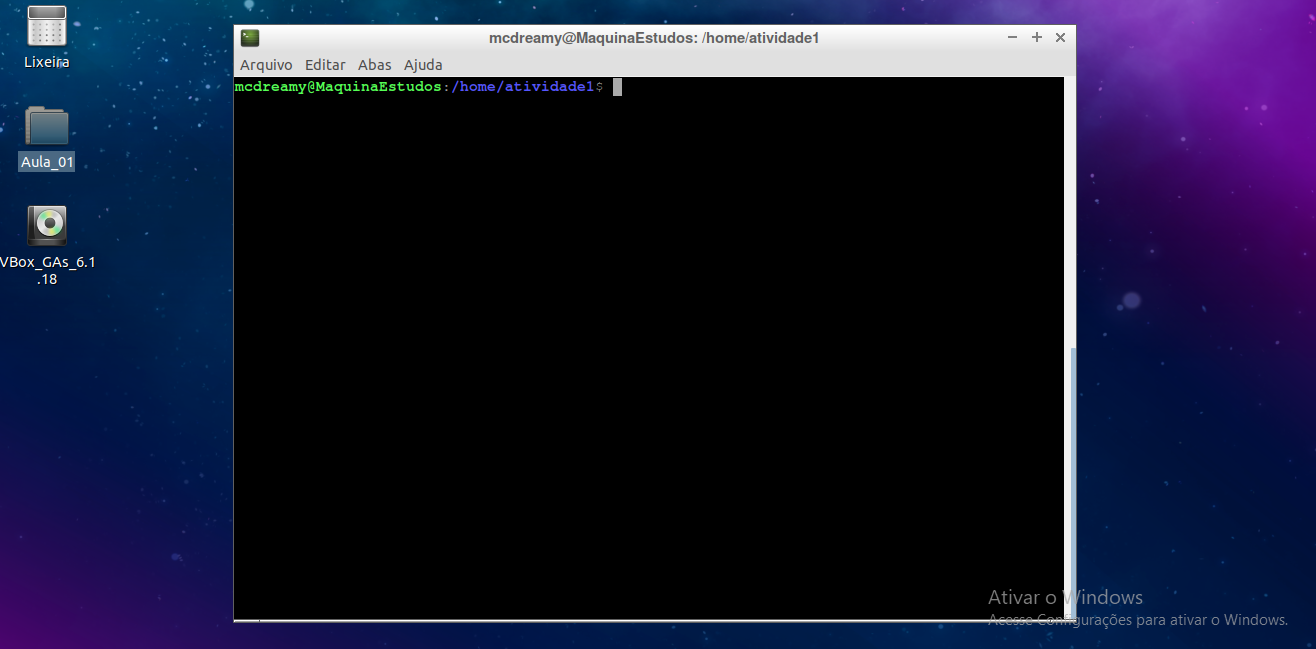 Lixeira
Aula_01
VBox_GAs_6.1
.18
mcdreamy@MaquinaEstudos: /home/atividade1
Arquivo Editar Abas Ajuda
mcdreamy@MaquinaEstudos:/home/atividade1$
Ativar o Windows
Acesse Configurações para ativar o Windows.